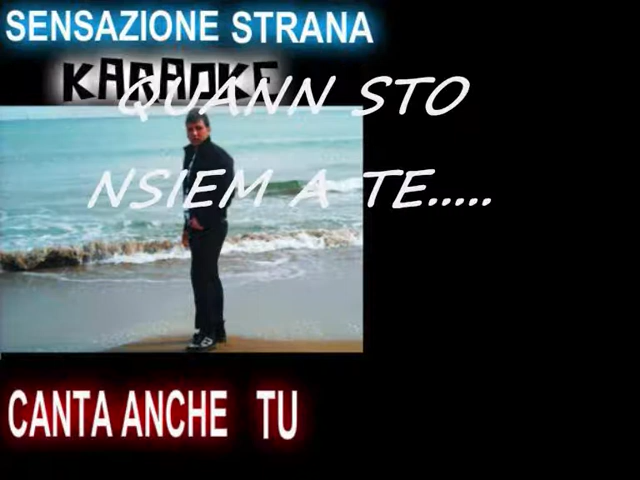 SENSAZIONE STRANA
KARAOKE
QUANN STO
NSIEM A TE.....
CANTA ANCHE TU